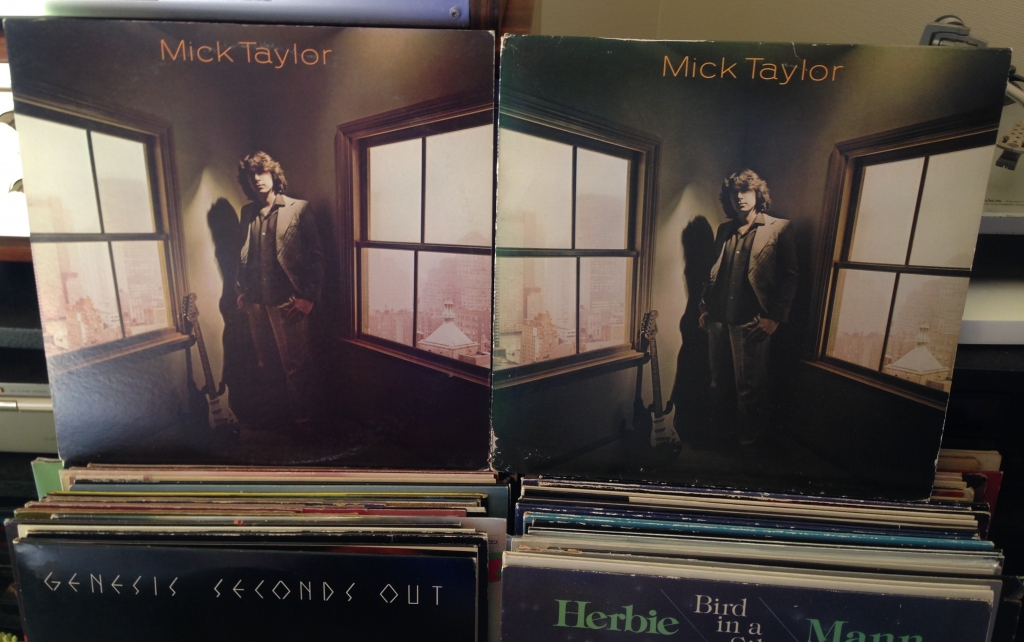 Mick Taylor
Mick Taylor
GENESIS SECONDS OUT
Herbie
Bird
in a
Mann